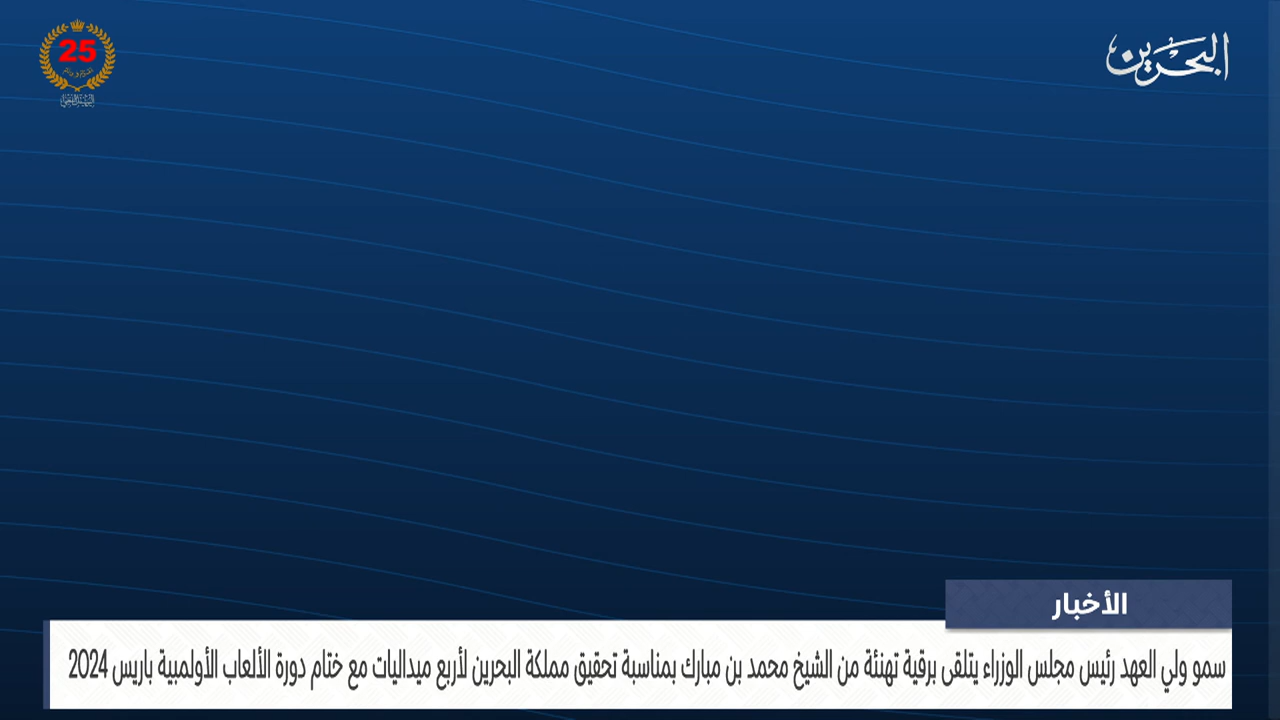 البحرين
25
الأخبار
سمو ولي العهد رئيس مجلس الوزراء يتلقى برقية تهنئة من الشيخ محمد بن مبارك بمناسبة تحقيق مملكة البحرين لأربع ميداليات مع ختام دورة الألعاب الأولمبية باريس 2024